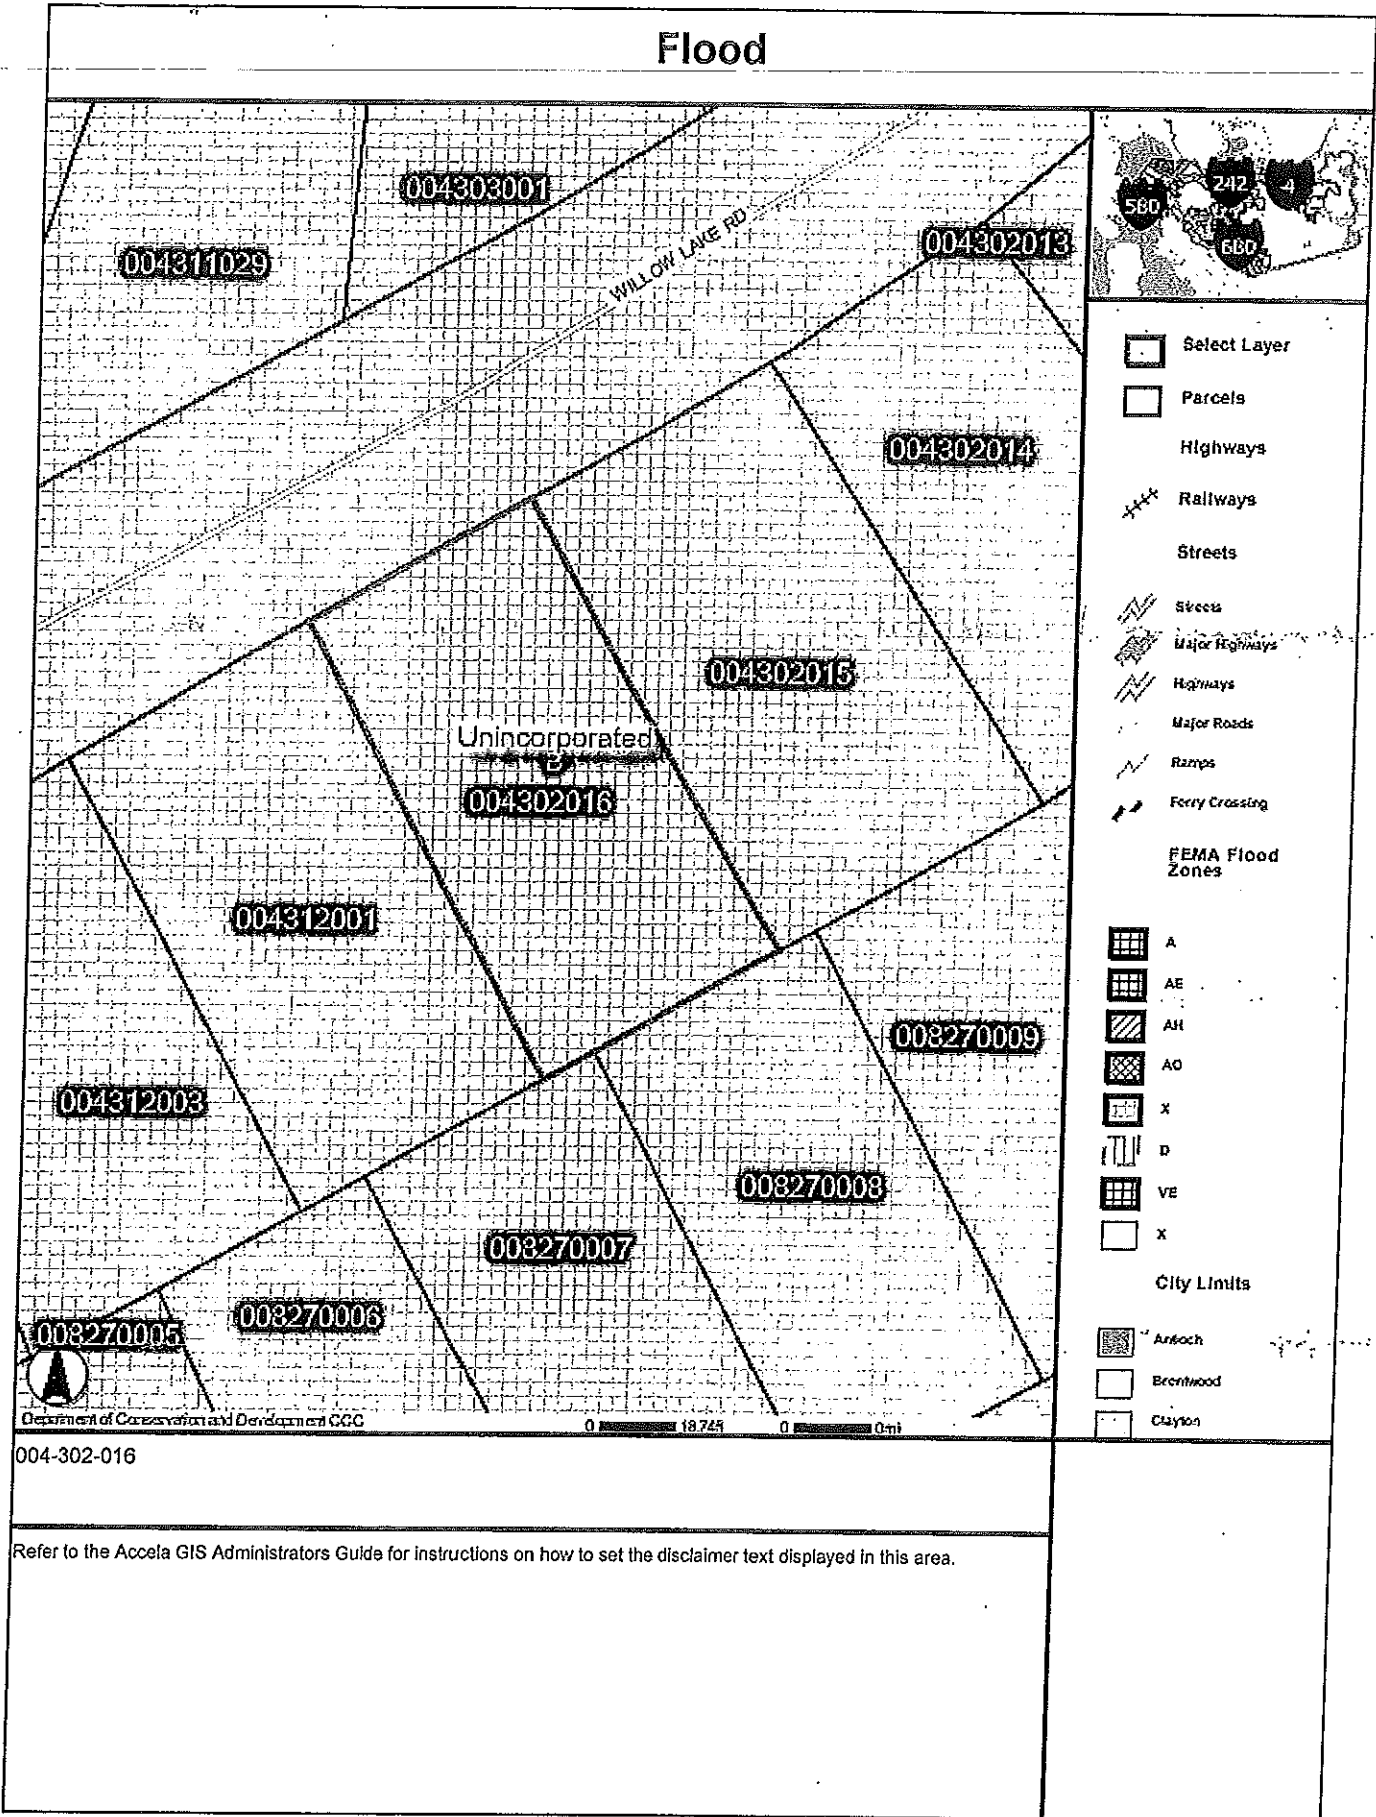 Flood
004303001
004311029
WILLOW LAKE RD
004302013
004302014
004302015
Unincorporated
004302016
004312001
008270009
004312003
008270008
008270007
008270006
008270005
Department of Conservation and Development CCC
0 18.74ft 0 0mi
242
4
580
680
Select Layer
Parcels
Highways
Railways
Streets
Streets
Major Highways
Highways
Major Roads
Ramps
Ferry Crossing
FEMA Flood
Zones
A
AE
AH
AO
X
D
VE
X
City Limits
Antioch
Brentwood
Clayton
004-302-016
Refer to the Accela GIS Administrators Guide for instructions on how to set the disclaimer text displayed in this area.